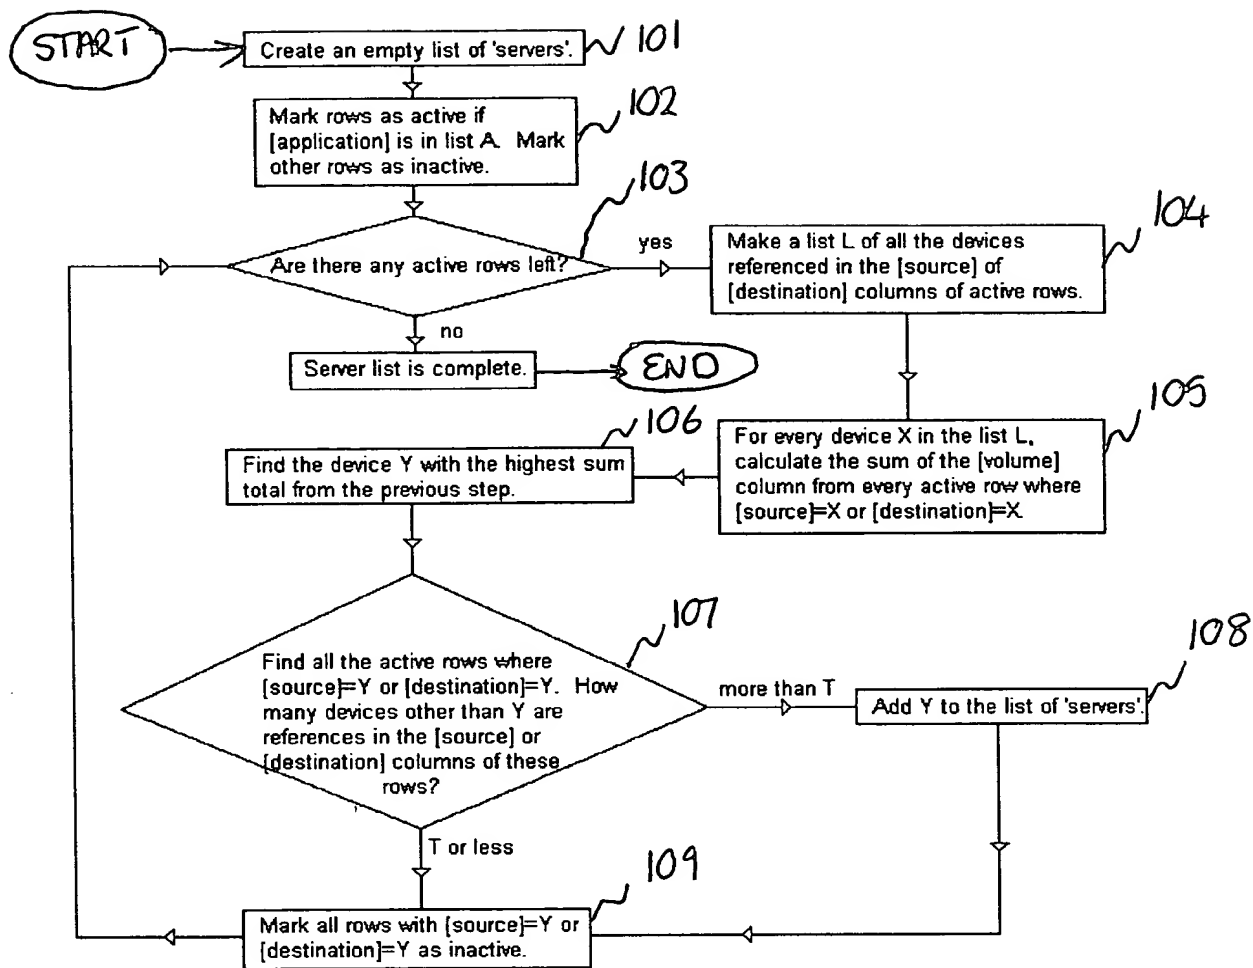 START
Create an empty list of 'servers'.
101
Mark rows as active if
[application] is in list A. Mark
other rows as inactive.
102
Are there any active rows left?
103
yes
no
Make a list L of all the devices
referenced in the [source] of
[destination] columns of active rows.
104
Server list is complete.
END
For every device X in the list L,
calculate the sum of the [volume]
column from every active row where
[source]=X or [destination]=X.
105
Find the device Y with the highest sum
total from the previous step.
106
Find all the active rows where
[source]=Y or [destination]=Y. How
many devices other than Y are
references in the [source] or
[destination] columns of these
rows?
107
more than T
Add Y to the list of 'servers'.
108
T or less
Mark all rows with [source]=Y or
[destination]=Y as inactive.
109